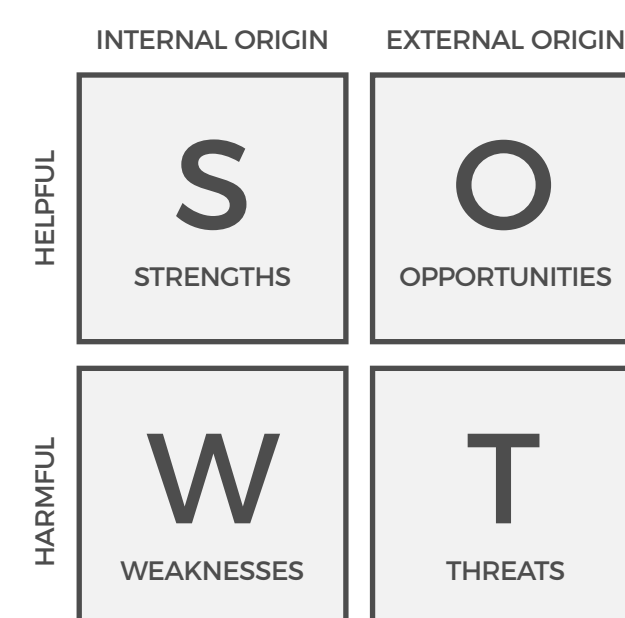 INTERNAL ORIGIN
EXTERNAL ORIGIN
HELPFUL
S
STRENGTHS
O
OPPORTUNITIES
HARMFUL
W
WEAKNESSES
T
THREATS